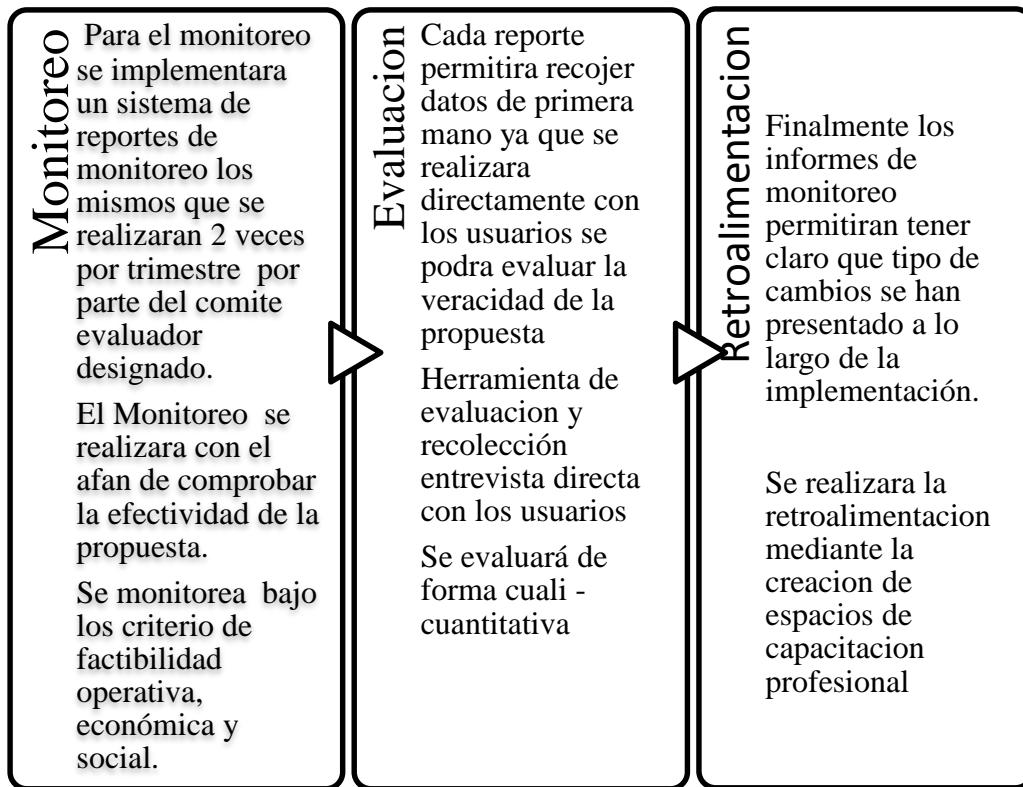 Monitoreo
Para el monitoreo
se implementara
un sistema de
reportes de
monitoreo los
mismos que se
realizaran 2 veces
por trimestre por
parte del comite
evaluador
designado.
El Monitoreo se
realizara con el
afan de comprobar
la efectividad de la
propuesta.
Se monitorea bajo
los criterio de
factibilidad
operativa,
económica y
social.
Evaluacion
Cada reporte
permitira recojer
datos de primera
mano ya que se
realizara
directamente con
los usuarios se
podra evaluar la
veracidad de la
propuesta
Herramienta de
evaluacion y
recolección
entrevista directa
con los usuarios
Se evaluará de
forma cuali -
cuantitativa
Retroalimentacion
Finalmente los
informes de
monitoreo
permitiran tener
claro que tipo de
cambios se han
presentado a lo
largo de la
implementación.
Se realizara la
retroalimentacion
mediante la
creacion de
espacios de
capacitacion
profesional